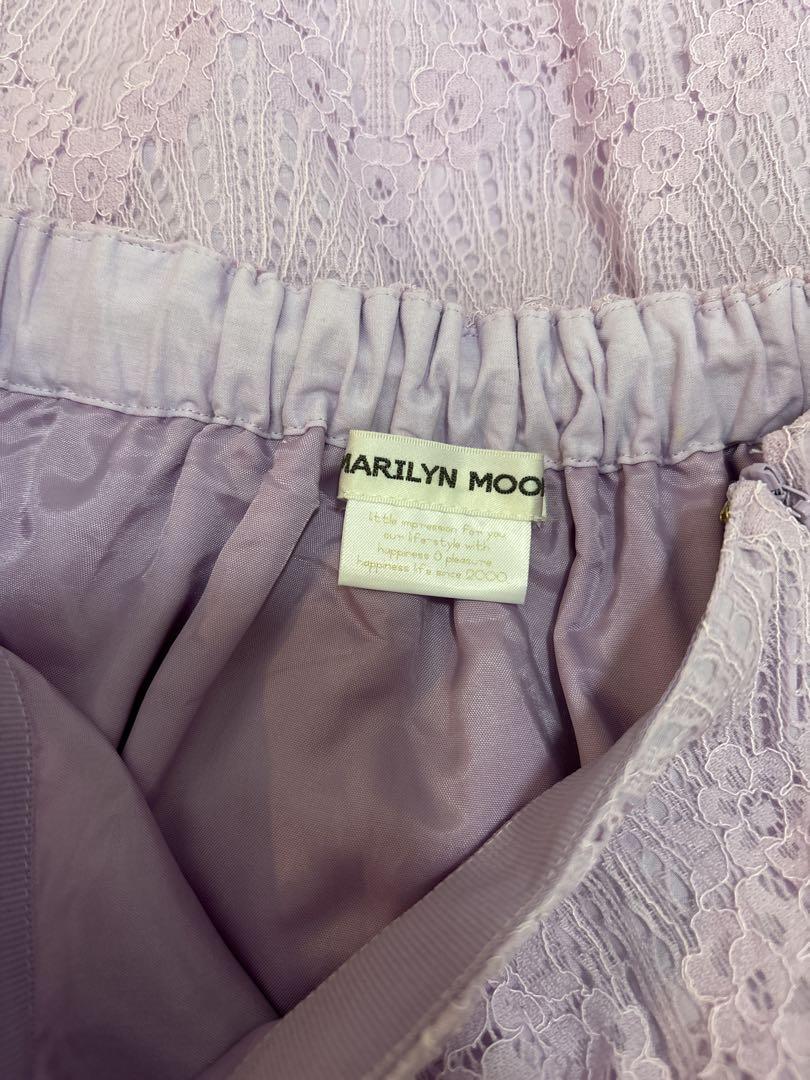 MARILYN MOO
little impression for you
our life-style with
happiness & pleasure
happiness life since 2000